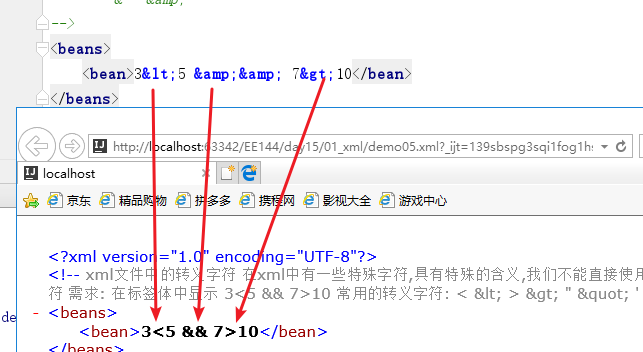 & &amp;
-->
<beans>
<bean>3&lt;5 &amp;&amp; 7&gt;10</bean>
</beans>
http://localhost:63342/EE144/day15/01_xml/demo05.xml?_ijt=139sbspg3sqi1fog1hs
localhost
京东 精品购物 拼多多 携程网 影视大全 游戏中心
<?xml version="1.0" encoding="UTF-8"?>
<!-- xml文件中的转义字符 在xml中有一些特殊字符,具有特殊的含义,我们不能直接使用
符 需求: 在标签体中显示 3<5 && 7>10 常用的转义字符: < &lt; > &gt; " &quot; '
de
- <beans>
<bean>3<5 && 7>10</bean>
</beans>